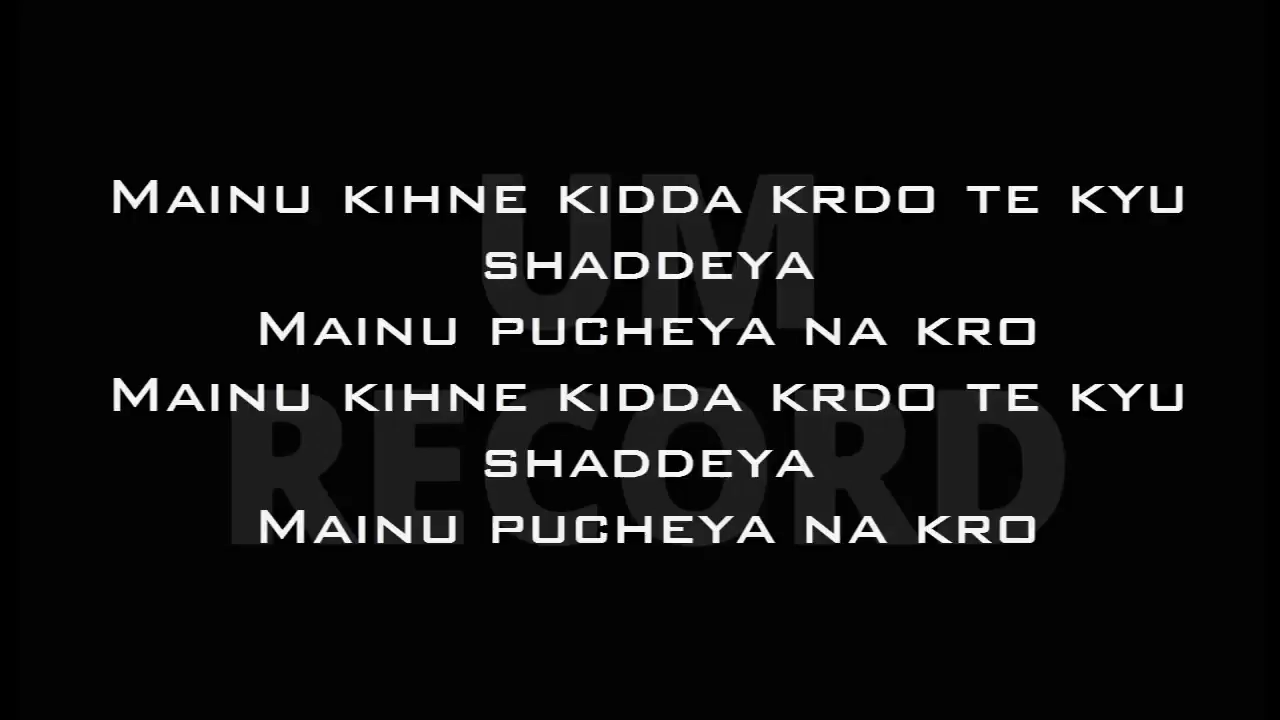 Mainu kihne kidda krdo te kyu
shaddeya
Mainu pucheya na kro
Mainu kihne kidda krdo te kyu
shaddeya
Mainu pucheya na kro
UM
RECORD